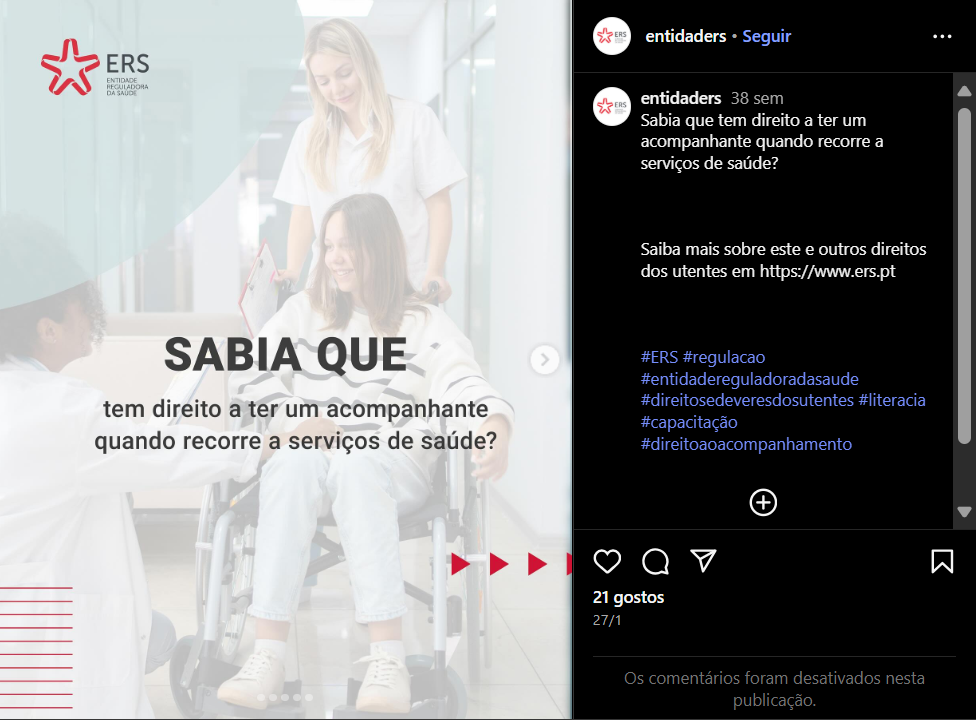 ERS
ENTIDADE
REGULADORA
DA SAÚDE
SABIA QUE
tem direito a ter um acompanhante
quando recorre a serviços de saúde?
entidaders • Seguir
entidaders 38 sem
Sabia que tem direito a ter um
acompanhante quando recorre a
serviços de saúde?
Saiba mais sobre este e outros direitos
dos utentes em https://www.ers.pt
#ERS #regulacao
#entidadereguladoradasaude
#direitosedeveresdosutentes #literacia
#capacitação
#direitoaoacompanhamento
21 gostos
27/1
Os comentários foram desativados nesta
publicação.